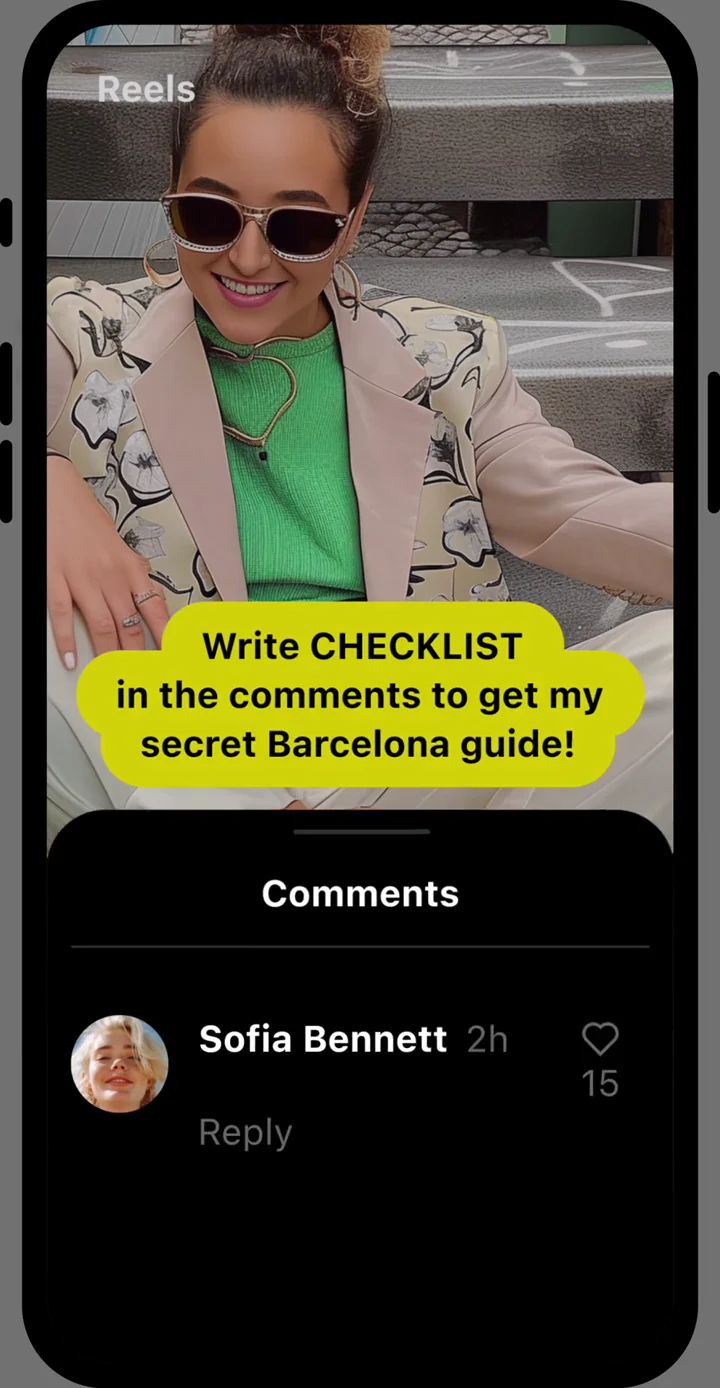 Reels
Write CHECKLIST
in the comments to get my
secret Barcelona guide!
Comments
Sofia Bennett 2h
15
Reply